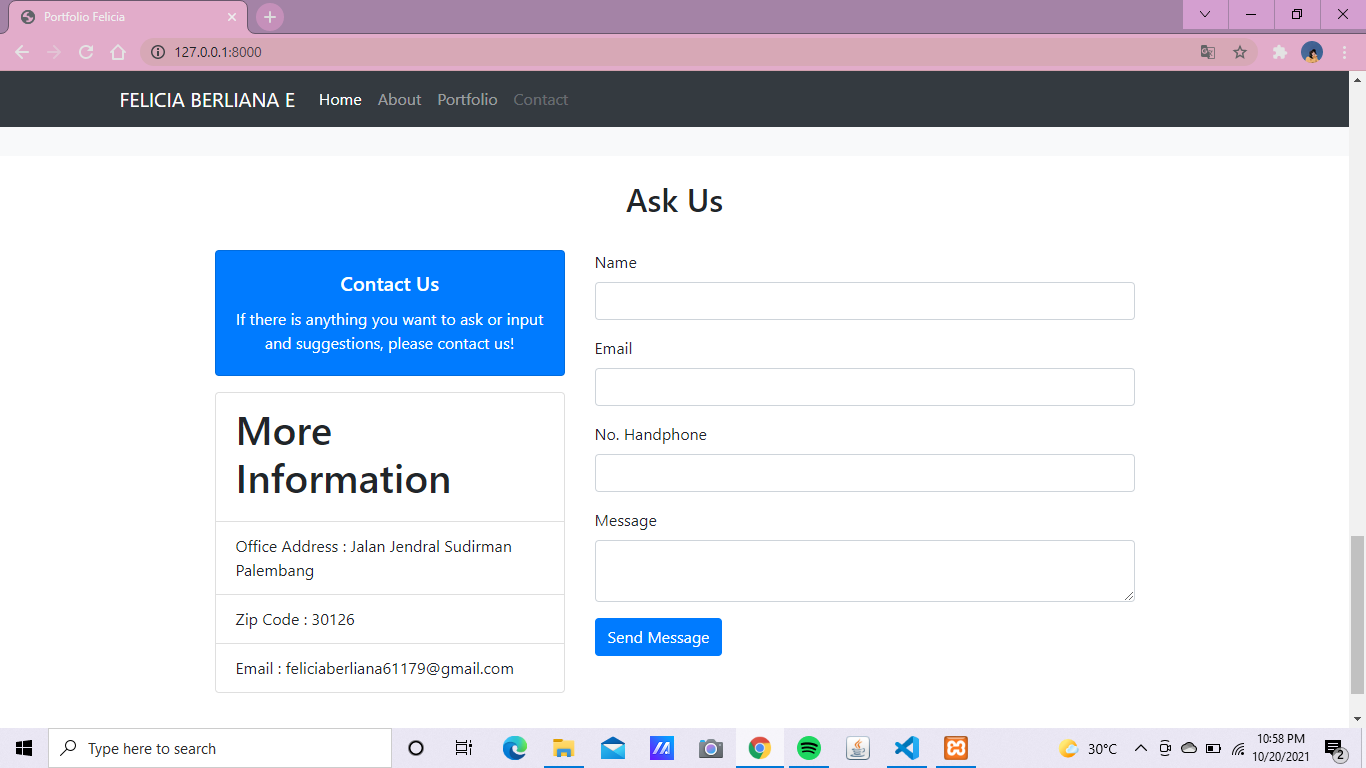 Portfolio Felicia
127.0.0.1:8000
FELICIA BERLIANA E Home About Portfolio Contact
Ask Us
Contact Us
If there is anything you want to ask or input
and suggestions, please contact us!
More
Information
Office Address : Jalan Jendral Sudirman
Palembang
Zip Code : 30126
Email : feliciaberliana61179@gmail.com
Name
Email
No. Handphone
Message
Send Message
Type here to search
30°C
10:58 PM
10/20/2021
2